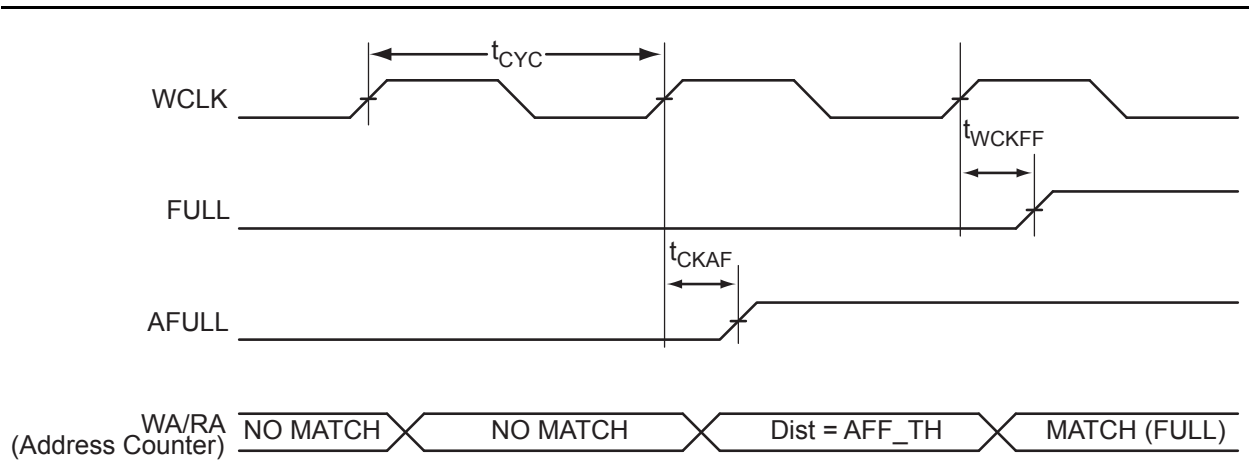 tCYC
WCLK
tWCKFF
FULL
tCKAF
AFULL
WA/RA
(Address Counter)
NO MATCH
NO MATCH
Dist = AFF_TH
MATCH (FULL)